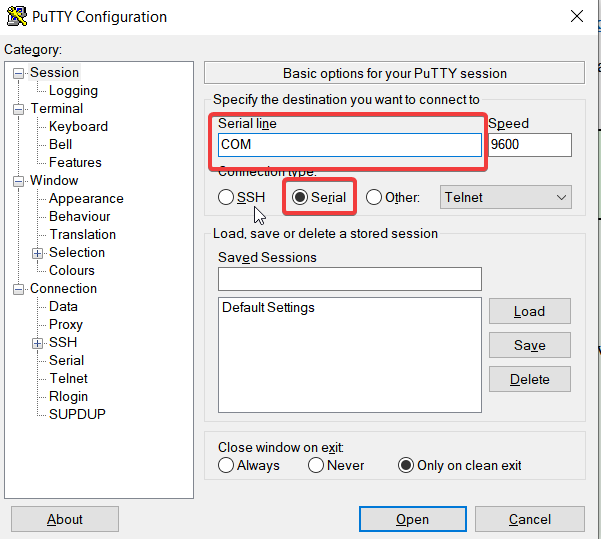 PuTTY Configuration
Category:
Session
Logging
Terminal
Keyboard
Bell
Features
Window
Appearance
Behaviour
Translation
Selection
Colours
Connection
Data
Proxy
SSH
Serial
Telnet
Rlogin
SUPDUP
Basic options for your PuTTY session
Specify the destination you want to connect to
Serial line Speed
COM 9600
Connection type:
SSH Serial Other: Telnet
Load, save or delete a stored session
Saved Sessions
Default Settings
Load
Save
Delete
Close window on exit:
Always Never Only on clean exit
About Open Cancel